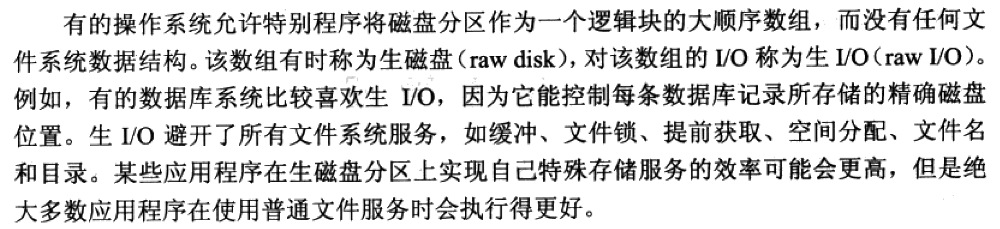 有的操作系统允许特别程序将磁盘分区作为一个逻辑块的大顺序数组，而没有任何文
件系统数据结构。该数组有时称为生磁盘（raw disk），对该数组的 I/O 称为生 I/O（raw I/O）。
例如，有的数据库系统比较喜欢生 I/O，因为它能控制每条数据库记录所存储的精确磁盘
位置。生 I/O 避开了所有文件系统服务，如缓冲、文件锁、提前获取、空间分配、文件名
和目录。某些应用程序在生磁盘分区上实现自己特殊存储服务的效率可能会更高，但是绝
大多数应用程序在使用普通文件服务时会执行得更好。